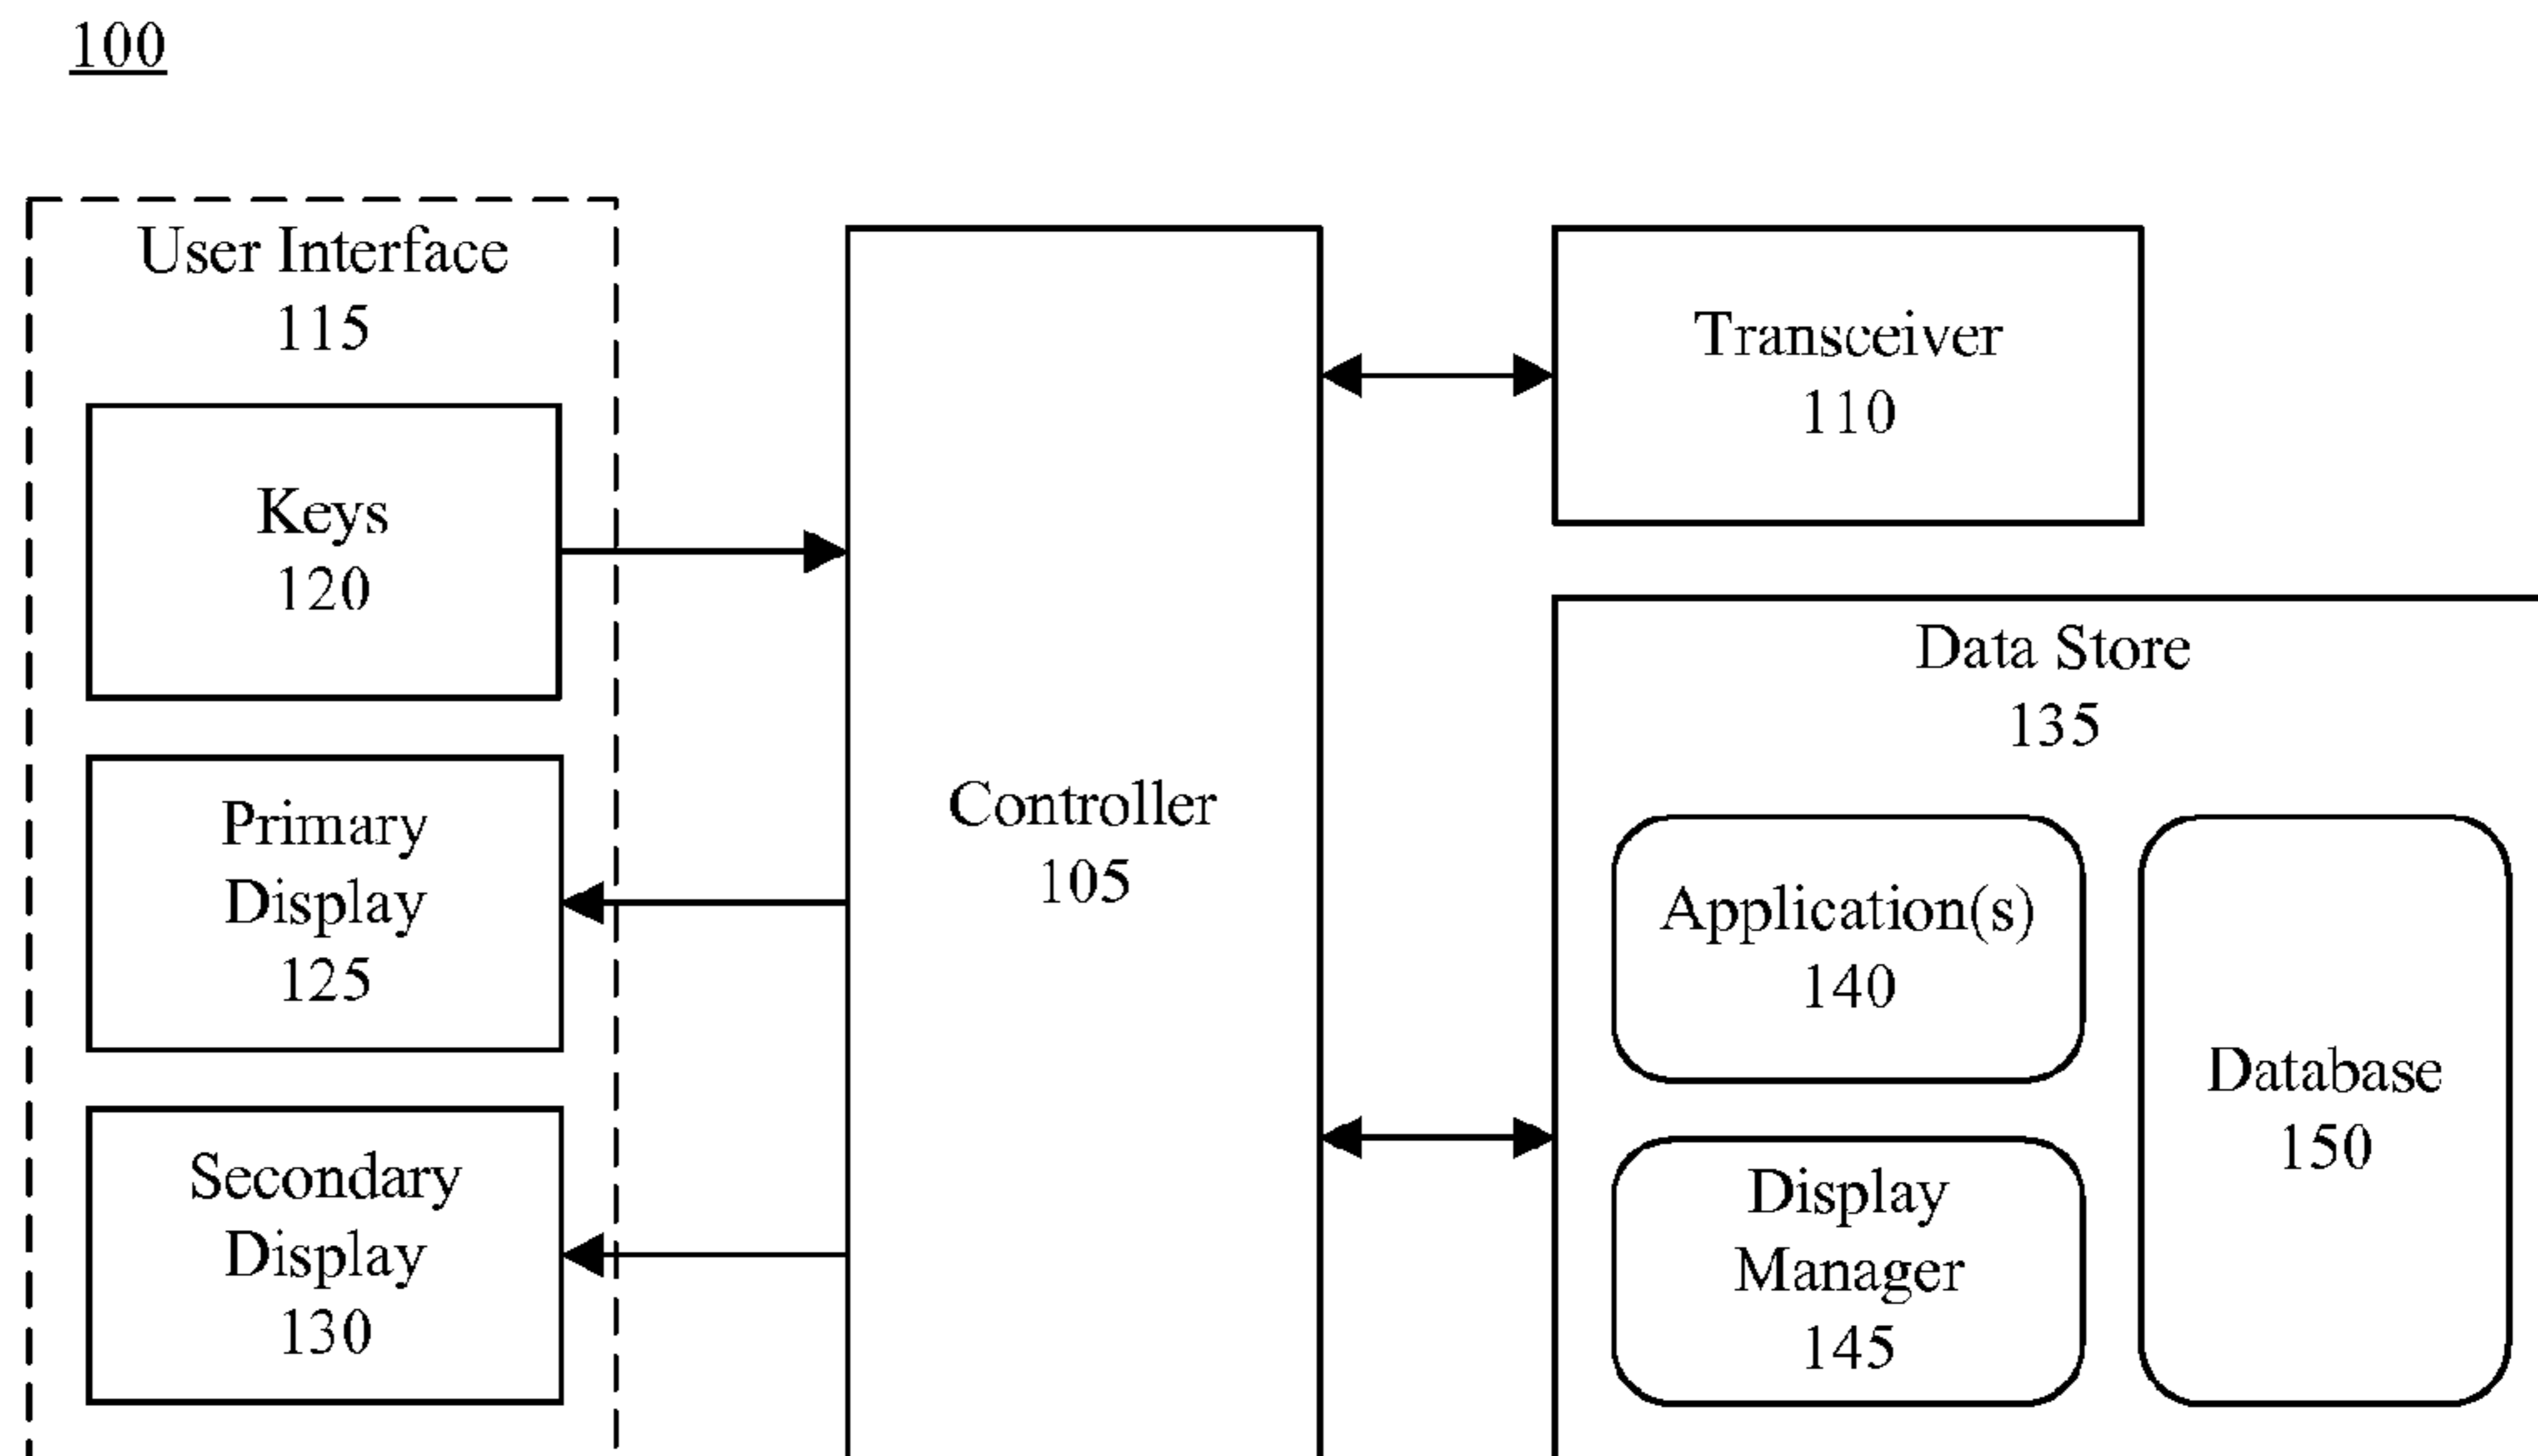 100
User Interface
115
Keys
120
Primary
Display
125
Secondary
Display
130
Controller
105
Transceiver
110
Data Store
135
Application(s)
140
Display
Manager
145
Database
150